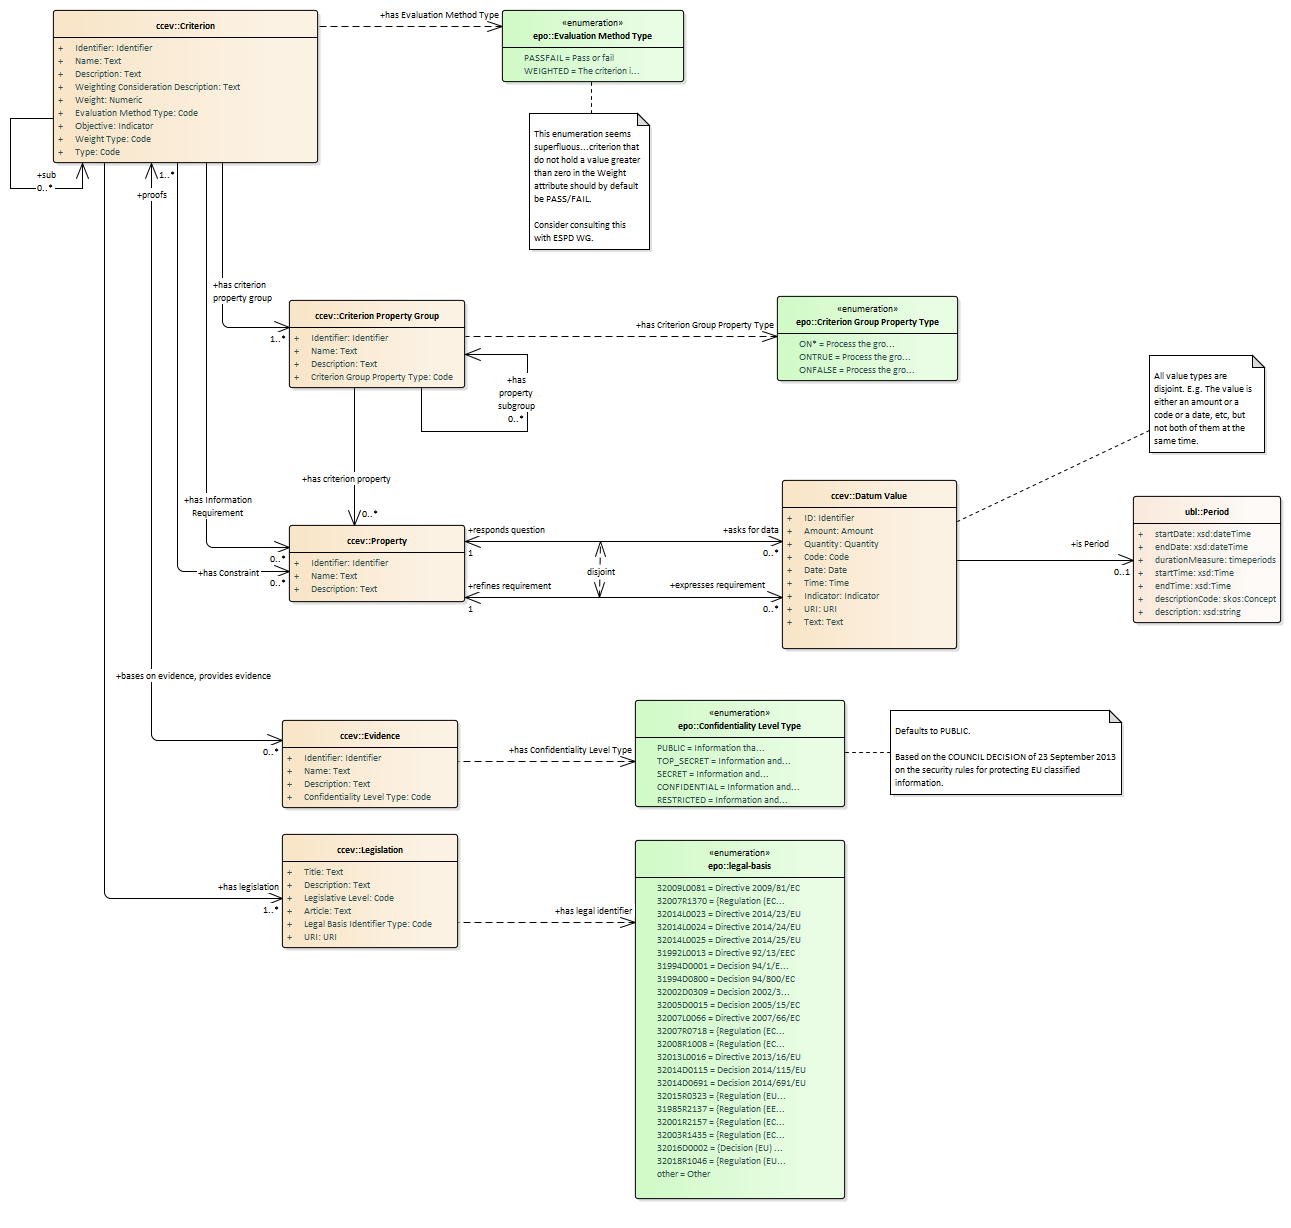 ccev::Criterion
+ Identifier: Identifier
+ Name: Text
+ Description: Text
+ Weighting Consideration Description: Text
+ Weight: Numeric
+ Evaluation Method Type: Code
+ Objective: Indicator
+ Weight Type: Code
+ Type: Code
+has Evaluation Method Type
«enumeration»
epo::Evaluation Method Type
PASSFAIL = Pass or fail
WEIGHTED = The criterion i...
This enumeration seems
superfluous...criterion that
do not hold a value greater
than zero in the Weight
attribute should by default
be PASS/FAIL.
Consider consulting this
with ESPD WG.
+sub
0..*
1..*
+proofs
+has criterion
property group
1..*
ccev::Criterion Property Group
+ Identifier: Identifier
+ Name: Text
+ Description: Text
+ Criterion Group Property Type: Code
+has Criterion Group Property Type
«enumeration»
epo::Criterion Group Property Type
ON* = Process the gro...
ONTRUE = Process the gro...
ONFALSE = Process the gro...
+has
property
subgroup
0..*
All value types are
disjoint. E.g. The value is
either an amount or a
code or a date, etc, but
not both of them at the
same time.
+has criterion property
0..*
+has Information
Requirement
0..*
+has Constraint
0..*
ccev::Property
+ Identifier: Identifier
+ Name: Text
+ Description: Text
+responds question
1
+asks for data
0..*
disjoint
+refines requirement
1
+expresses requirement
0..*
ccev::Datum Value
+ ID: Identifier
+ Amount: Amount
+ Quantity: Quantity
+ Code: Code
+ Date: Date
+ Time: Time
+ Indicator: Indicator
+ URI: URI
+ Text: Text
+is Period
0..1
ubl::Period
+ startDate: xsd:dateTime
+ endDate: xsd:dateTime
+ durationMeasure: timeperiods
+ startTime: xsd:Time
+ endTime: xsd:Time
+ descriptionCode: skos:Concept
+ description: xsd:string
+bases on evidence, provides evidence
0..*
ccev::Evidence
+ Identifier: Identifier
+ Name: Text
+ Description: Text
+ Confidentiality Level Type: Code
+has Confidentiality Level Type
«enumeration»
epo::Confidentiality Level Type
PUBLIC = Information tha...
TOP_SECRET = Information and...
SECRET = Information and...
CONFIDENTIAL = Information and...
RESTRICTED = Information and...
Defaults to PUBLIC.
Based on the COUNCIL DECISION of 23 September 2013
on the security rules for protecting EU classified
information.
+has legislation
1..*
ccev::Legislation
+ Title: Text
+ Description: Text
+ Legislative Level: Code
+ Article: Text
+ Legal Basis Identifier Type: Code
+ URI: URI
+has legal identifier
«enumeration»
epo::legal-basis
32009L0081 = Directive 2009/81/EC
32007R1370 = {Regulation (EC...
32014L0023 = Directive 2014/23/EU
32014L0024 = Directive 2014/24/EU
32014L0025 = Directive 2014/25/EU
31992L0013 = Directive 92/13/EEC
31994D0001 = Decision 94/1/E...
31994D0800 = Decision 94/800/EC
32002D0309 = Decision 2002/3...
32005D0015 = Decision 2005/15/EC
32007L0066 = Directive 2007/66/EC
32007R0718 = {Regulation (EC...
32008R1008 = {Regulation (EC...
32013L0016 = Directive 2013/16/EU
32014D0115 = Decision 2014/115/EU
32014D0691 = Decision 2014/691/EU
32015R0323 = {Regulation (EU...
31985R2137 = {Regulation (EE...
32001R2157 = {Regulation (EC...
32003R1435 = {Regulation (EC...
32016D0002 = {Decision (EU) ...
32018R1046 = {Regulation (EU...
other = Other